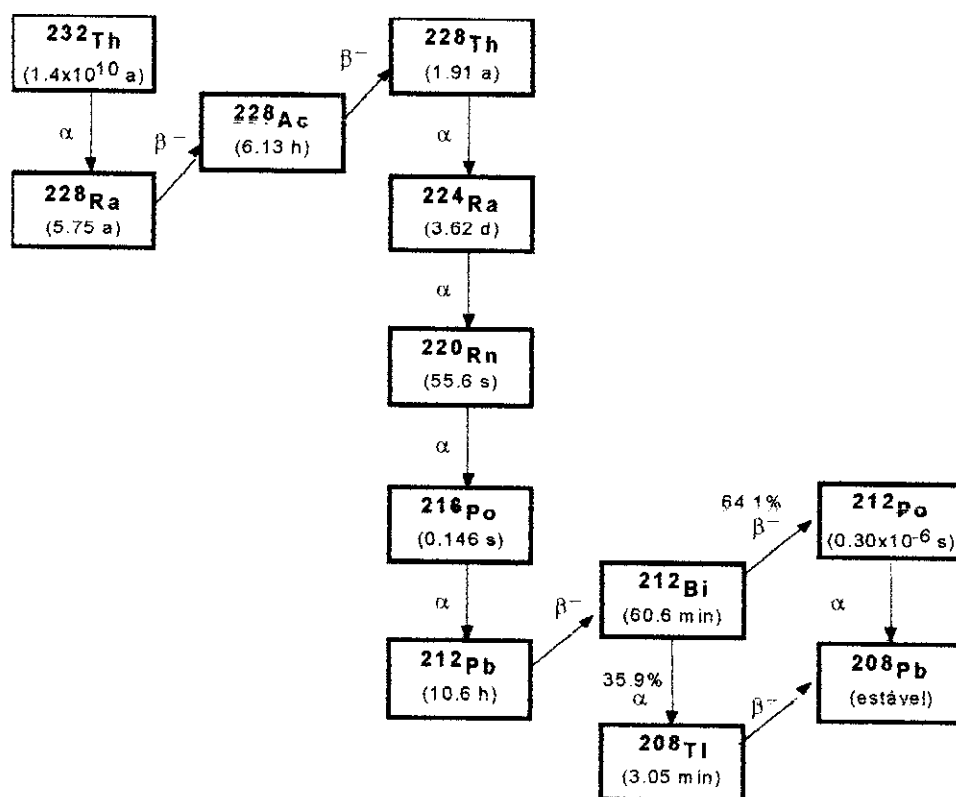 ²³²Th
(1.4x10¹⁰ a)
α
²²⁸Ra
(5.75 a)
β⁻
²²⁸Ac
(6.13 h)
β⁻
²²⁸Th
(1.91 a)
α
²²⁴Ra
(3.62 d)
α
²²⁰Rn
(55.6 s)
α
²¹⁶Po
(0.146 s)
α
²¹²Pb
(10.6 h)
β⁻
²¹²Bi
(60.6 min)
64.1%
β⁻
²¹²Po
(0.30x10⁻⁶ s)
α
35.9%
α
²⁰⁸Tl
(3.05 min)
β⁻
²⁰⁸Pb
(estável)